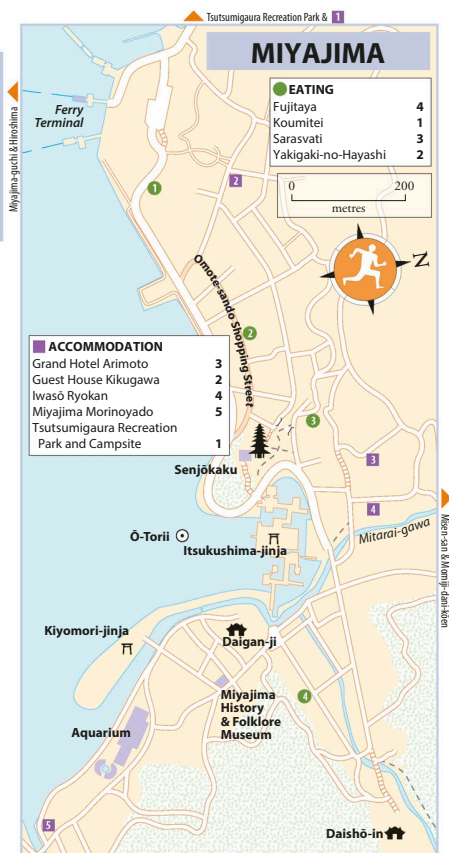 Tsutsumigaura Recreation Park & 1
MIYAJIMA
Miyajima-guchi & Hiroshima
Ferry
Terminal
EATING
Fujitaya 4
Koumitei 1
Sarasvati 3
Yakigaki-no-Hayashi 2
0 200
metres
N
1
2
Omote-sando Shopping Street
2
ACCOMMODATION
Grand Hotel Arimoto 3
Guest House Kikugawa 2
Iwasō Ryokan 4
Miyajima Morinoyado 5
Tsutsumigaura Recreation
Park and Campsite 1
3
3
Senjōkaku
4
Misen-san & Momiji-dani-kōen
Mitarai-gawa
Ō-Torii
Itsukushima-jinja
Kiyomori-jinja
Daigan-ji
Miyajima
History
& Folklore
Museum
4
Aquarium
5
Daishō-in